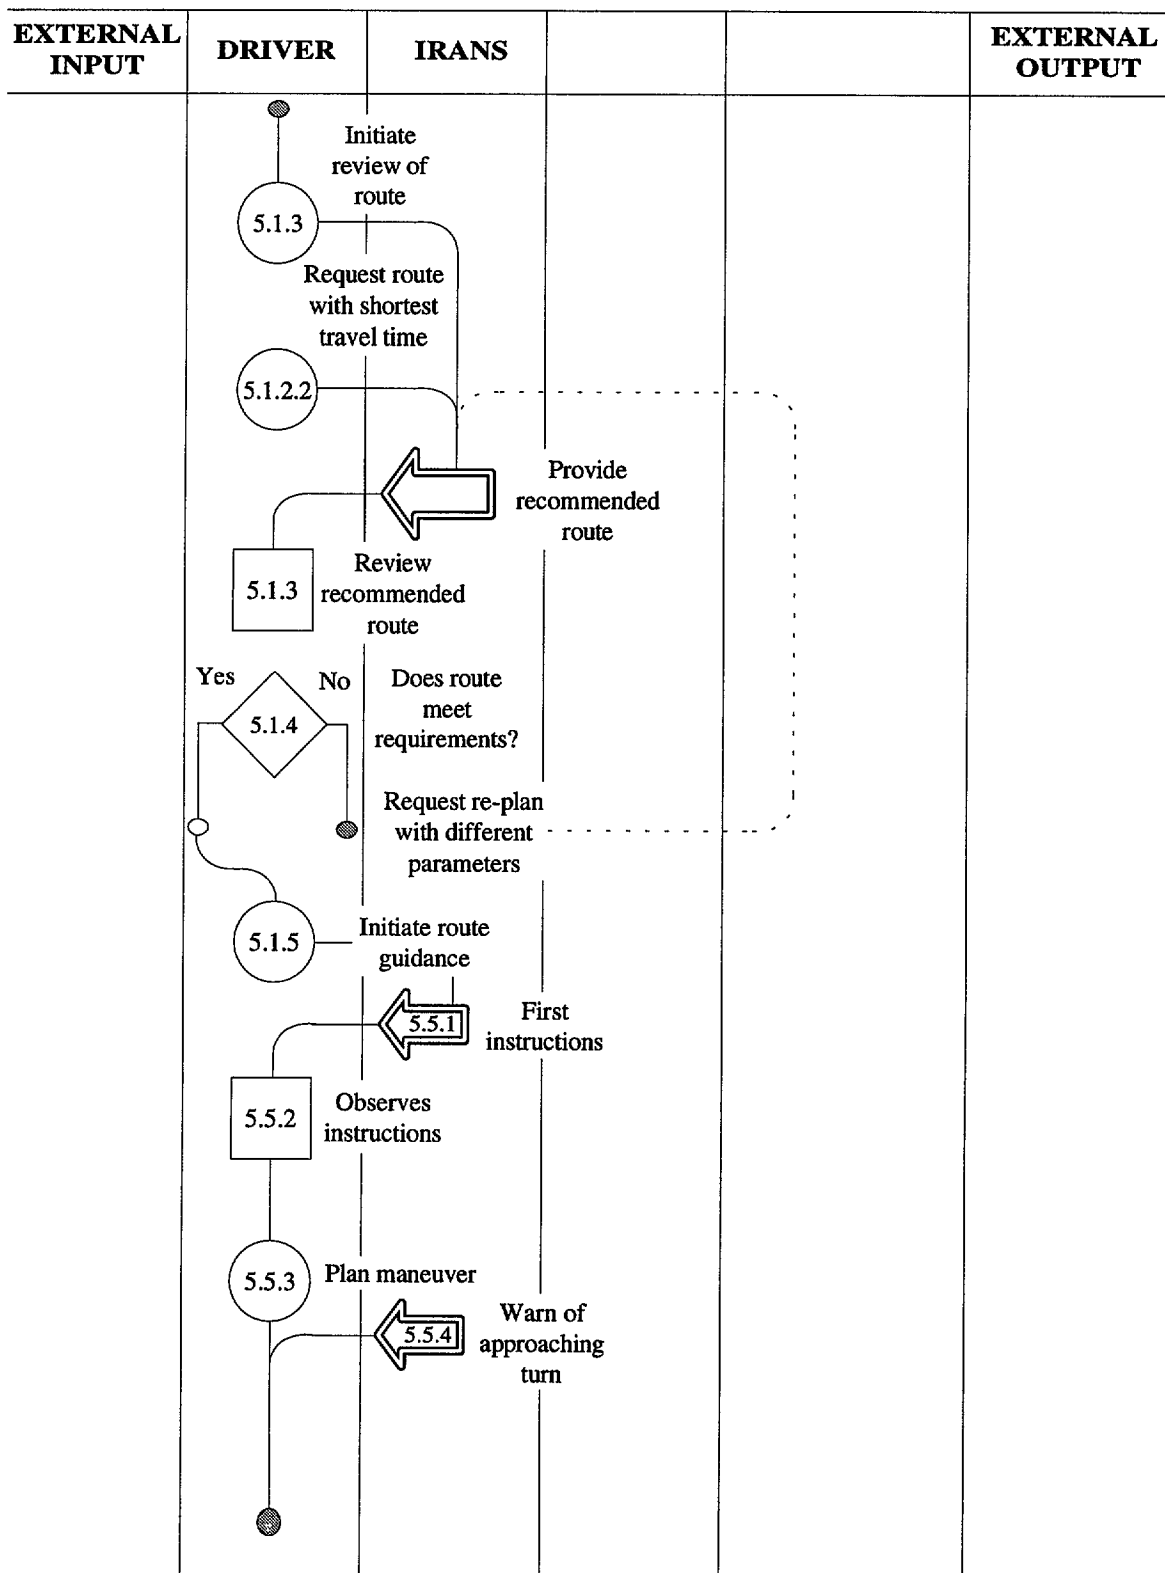 EXTERNAL INPUT
DRIVER
IRANS
EXTERNAL OUTPUT
Initiate
review of
route
5.1.3
Request route
with shortest
travel time
5.1.2.2
Provide
recommended
route
Review
recommended
route
5.1.3
Yes
No
Does route
meet
requirements?
5.1.4
Request re-plan
with different
parameters
5.1.5
Initiate route
guidance
5.5.1
First
instructions
5.5.2
Observes
instructions
5.5.3
Plan maneuver
5.5.4
Warn of
approaching
turn